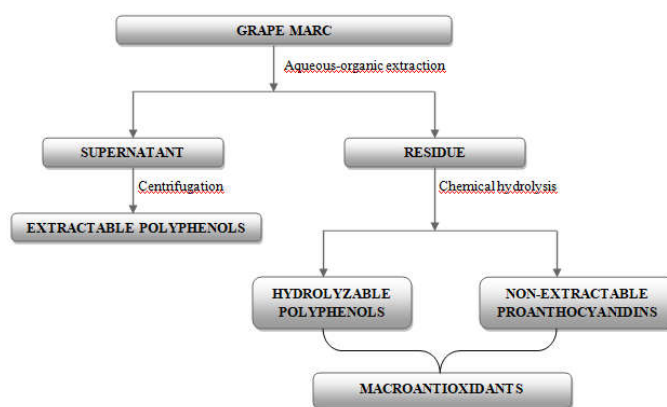 GRAPE MARC
Aqueous-organic extraction
SUPERNATANT
RESIDUE
Centrifugation
Chemical hydrolysis
EXTRACTABLE POLYPHENOLS
HYDROLYZABLE
POLYPHENOLS
NON-EXTRACTABLE
PROANTHOCYANIDINS
MACROANTIOXIDANTS